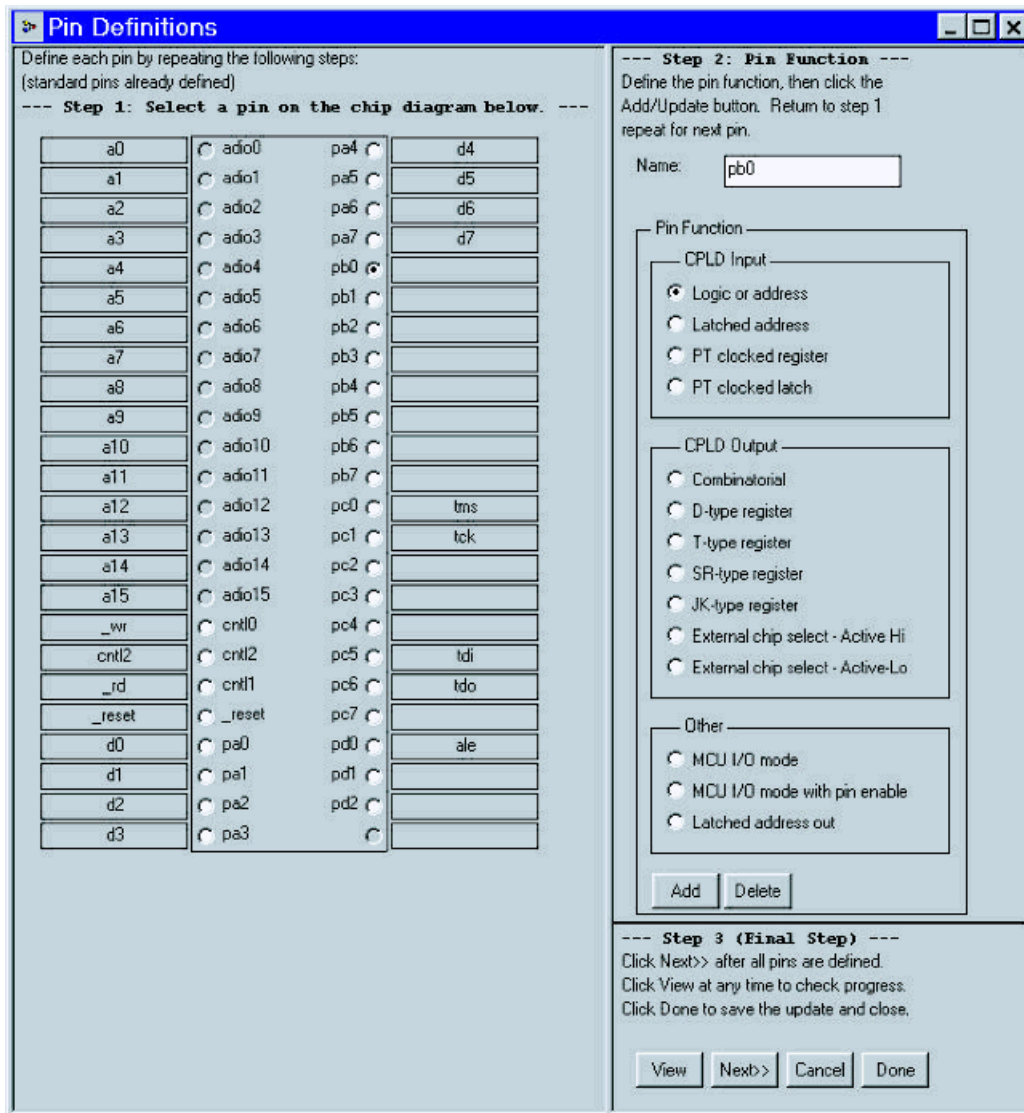 Pin Definitions
Define each pin by repeating the following steps:
(standard pins already defined)
--- Step 1: Select a pin on the chip diagram below. ---
a0 adio0 pa4 d4
a1 adio1 pa5 d5
a2 adio2 pa6 d6
a3 adio3 pa7 d7
a4 adio4 pb0
a5 adio5 pb1
a6 adio6 pb2
a7 adio7 pb3
a8 adio8 pb4
a9 adio9 pb5
a10 adio10 pb6
a11 adio11 pb7
a12 adio12 pc0 tms
a13 adio13 pc1 tck
a14 adio14 pc2
a15 adio15 pc3
_wr cntl0 pc4
cntl2 cntl2 pc5 tdi
_rd cntl1 pc6 tdo
_reset _reset pc7
d0 pa0 pd0 ale
d1 pa1 pd1
d2 pa2 pd2
d3 pa3
--- Step 2: Pin Function ---
Define the pin function, then click the
Add/Update button. Return to step 1
repeat for next pin.
Name: pb0
Pin Function
CPLD Input
Logic or address
Latched address
PT clocked register
PT clocked latch
CPLD Output
Combinatorial
D-type register
T-type register
SR-type register
JK-type register
External chip select - Active Hi
External chip select - Active-Lo
Other
MCU I/O mode
MCU I/O mode with pin enable
Latched address out
Add Delete
--- Step 3 (Final Step) ---
Click Next>> after all pins are defined.
Click View at any time to check progress.
Click Done to save the update and close.
View Next>> Cancel Done